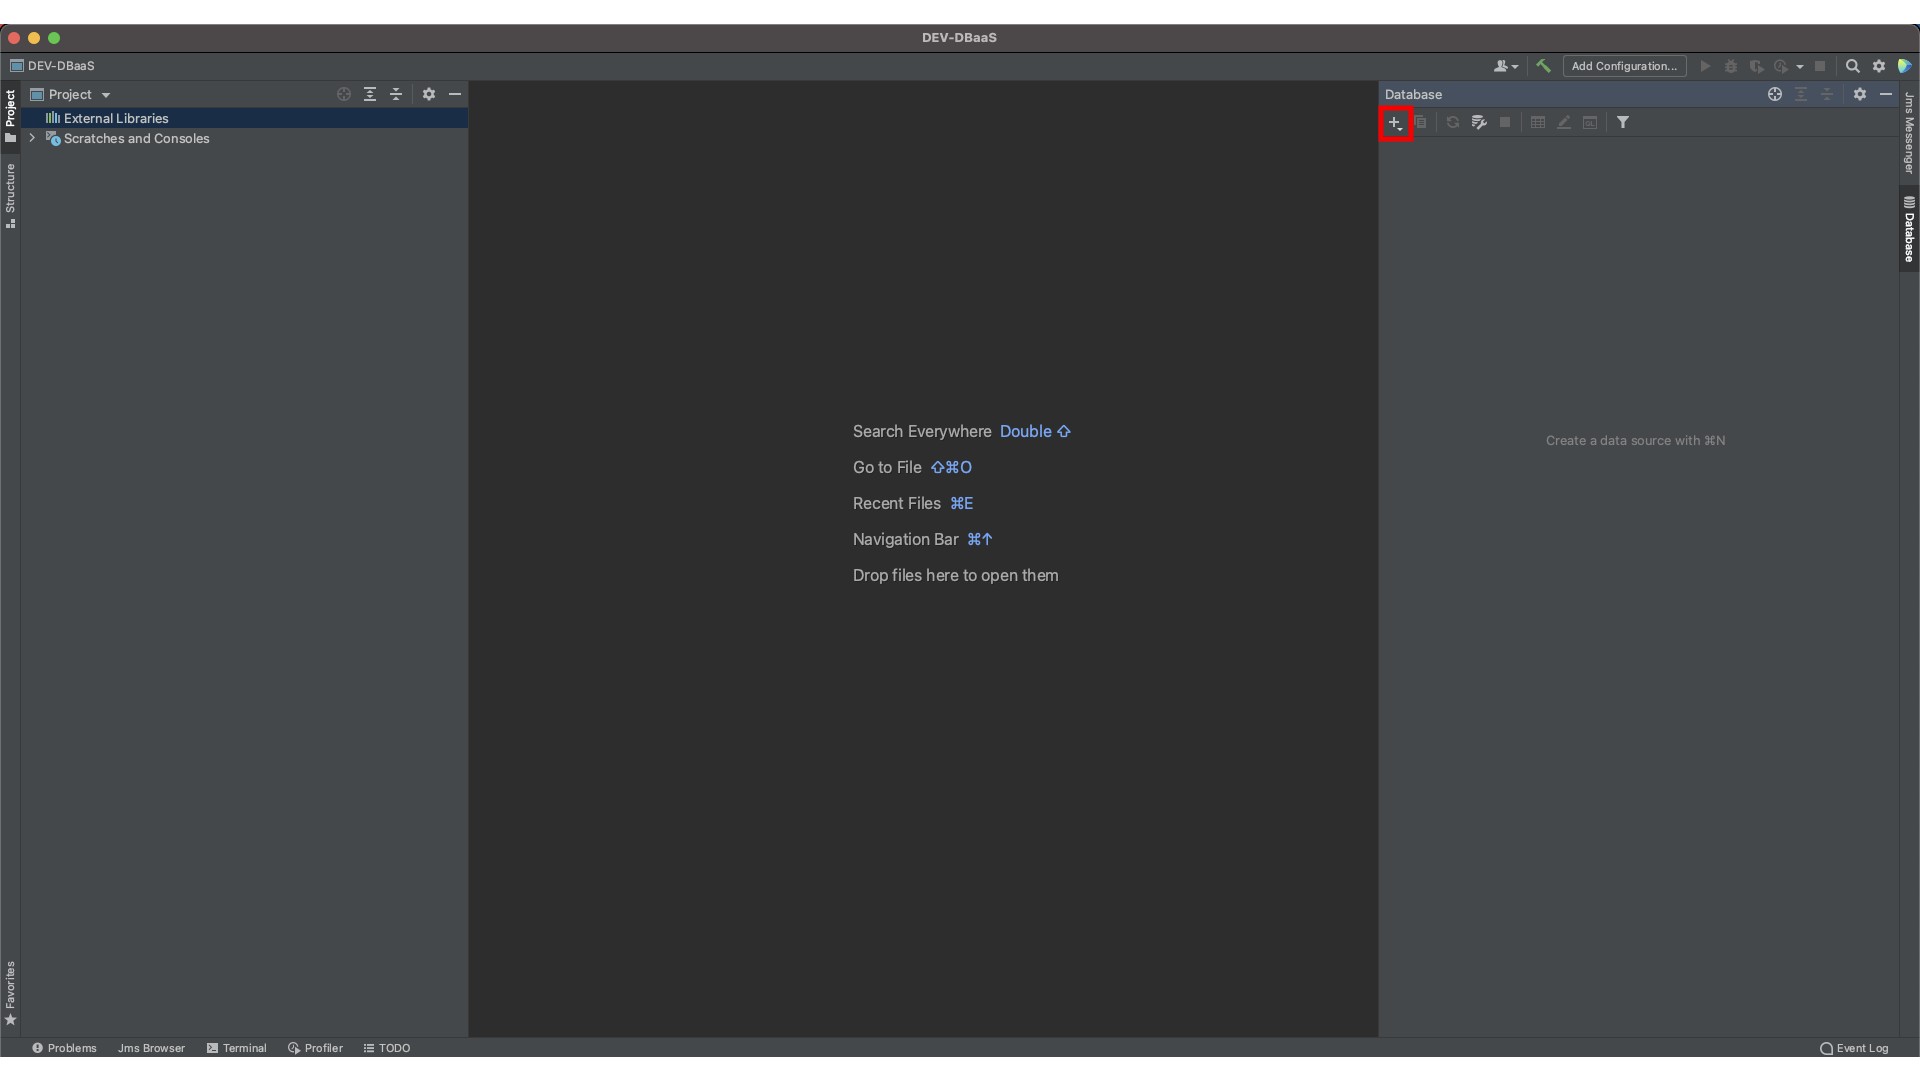 DEV-DBaaS
DEV-DBaaS
Add Configuration...
Project
Project
External Libraries
Scratches and Consoles
Structure
Favorites
Search Everywhere Double ⇧
Go to File ⇧⌘O
Recent Files ⌘E
Navigation Bar ⌘↑
Drop files here to open them
Database
Create a data source with ⌘N
Jms Messenger
Database
Problems
Jms Browser
Terminal
Profiler
TODO
Event Log